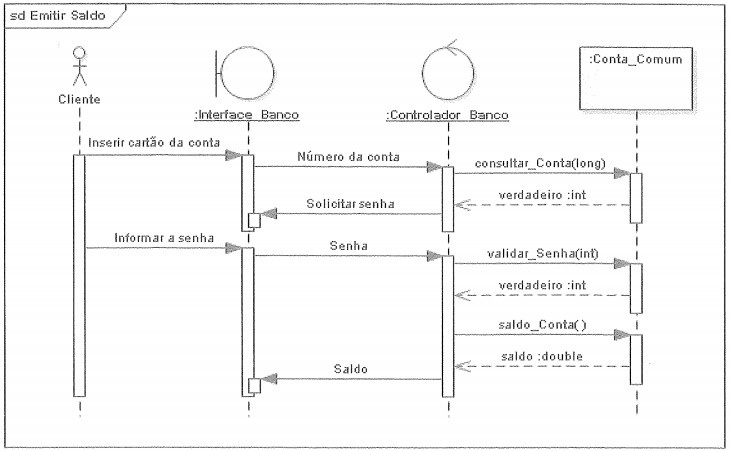 sd Emitir Saldo
Cliente
:Interface_Banco
:Controlador_Banco
:Conta_Comum
Inserir cartão da conta
Número da conta
consultar_Conta(long)
verdadeiro :int
Solicitar senha
Informar a senha
Senha
validar_Senha(int)
verdadeiro :int
saldo_Conta( )
saldo :double
Saldo